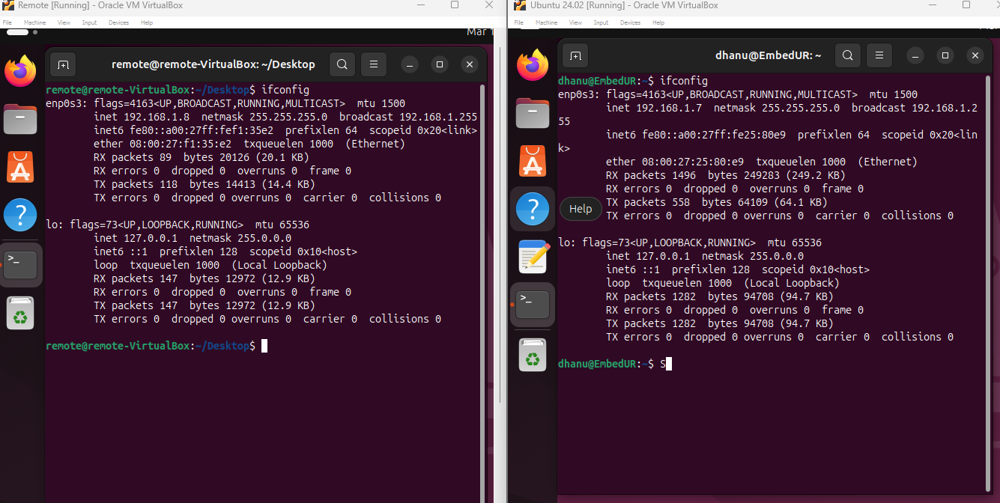 Remote [Running] - Oracle VM VirtualBox
File Machine View Input Devices Help
Mar 1
remote@remote-VirtualBox: ~/Desktop
remote@remote-VirtualBox:~/Desktop$ ifconfig
enp0s3: flags=4163<UP,BROADCAST,RUNNING,MULTICAST>  mtu 1500
        inet 192.168.1.8  netmask 255.255.255.0  broadcast 192.168.1.255
        inet6 fe80::a00:27ff:fef1:35e2  prefixlen 64  scopeid 0x20<link>
        ether 08:00:27:f1:35:e2  txqueuelen 1000  (Ethernet)
        RX packets 89  bytes 20126 (20.1 KB)
        RX errors 0  dropped 0  overruns 0  frame 0
        TX packets 118  bytes 14413 (14.4 KB)
        TX errors 0  dropped 0 overruns 0  carrier 0  collisions 0
lo: flags=73<UP,LOOPBACK,RUNNING>  mtu 65536
        inet 127.0.0.1  netmask 255.0.0.0
        inet6 ::1  prefixlen 128  scopeid 0x10<host>
        loop  txqueuelen 1000  (Local Loopback)
        RX packets 147  bytes 12972 (12.9 KB)
        RX errors 0  dropped 0  overruns 0  frame 0
        TX packets 147  bytes 12972 (12.9 KB)
        TX errors 0  dropped 0 overruns 0  carrier 0  collisions 0
remote@remote-VirtualBox:~/Desktop$
Ubuntu 24.02 [Running] - Oracle VM VirtualBox
File Machine View Input Devices Help
dhanu@EmbedUR: ~
dhanu@EmbedUR:~$ ifconfig
enp0s3: flags=4163<UP,BROADCAST,RUNNING,MULTICAST>  mtu 1500
        inet 192.168.1.7  netmask 255.255.255.0  broadcast 192.168.1.2
55
        inet6 fe80::a00:27ff:fe25:80e9  prefixlen 64  scopeid 0x20<lin
k>
        ether 08:00:27:25:80:e9  txqueuelen 1000  (Ethernet)
        RX packets 1496  bytes 249283 (249.2 KB)
        RX errors 0  dropped 0  overruns 0  frame 0
        TX packets 558  bytes 64109 (64.1 KB)
        TX errors 0  dropped 0 overruns 0  carrier 0  collisions 0
Help
lo: flags=73<UP,LOOPBACK,RUNNING>  mtu 65536
        inet 127.0.0.1  netmask 255.0.0.0
        inet6 ::1  prefixlen 128  scopeid 0x10<host>
        loop  txqueuelen 1000  (Local Loopback)
        RX packets 1282  bytes 94708 (94.7 KB)
        RX errors 0  dropped 0  overruns 0  frame 0
        TX packets 1282  bytes 94708 (94.7 KB)
        TX errors 0  dropped 0 overruns 0  carrier 0  collisions 0
dhanu@EmbedUR:~$ S